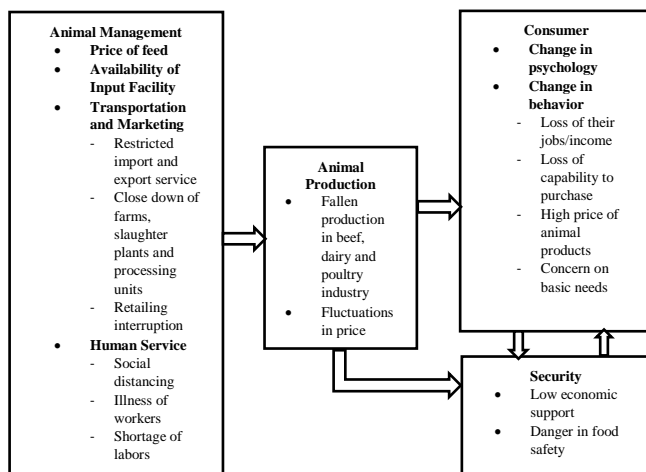 Animal Management
• Price of feed
• Availability of
Input Facility
• Transportation
and Marketing
- Restricted
import and
export service
- Close down of
farms,
slaughter
plants and
processing
units
- Retailing
interruption
• Human Service
- Social
distancing
- Illness of
workers
- Shortage of
labors
Animal
Production
• Fallen
production
in beef,
dairy and
poultry
industry
• Fluctuations
in price
Consumer
• Change in
psychology
• Change in
behavior
- Loss of their
jobs/income
- Loss of
capability to
purchase
- High price of
animal
products
- Concern on
basic needs
Security
• Low economic
support
• Danger in food
safety